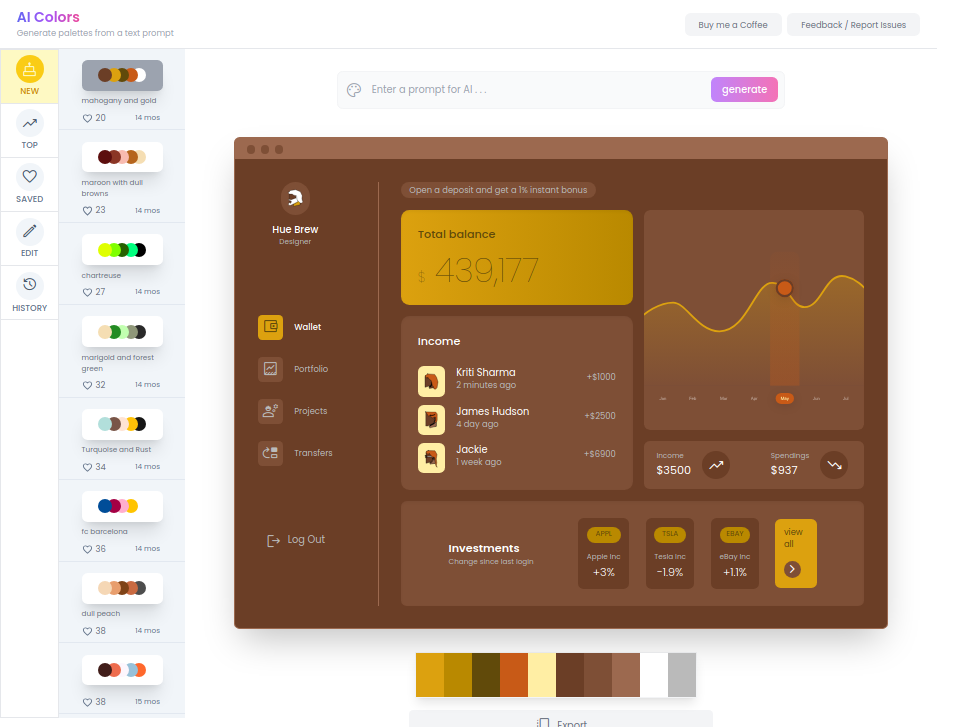 AI Colors
Generate palettes from a text prompt
Buy me a Coffee
Feedback / Report Issues
NEW
TOP
SAVED
EDIT
HISTORY
mahogany and gold
20
14 mos
maroon with dull
browns
23
14 mos
chartreuse
27
14 mos
marigold and forest
green
32
14 mos
Turquoise and Rust
34
14 mos
fc barcelona
36
14 mos
dull peach
38
14 mos
38
15 mos
Enter a prompt for AI . . .
generate
Hue Brew
Designer
Wallet
Portfolio
Projects
Transfers
Log Out
Open a deposit and get a 1% instant bonus
Total balance
$ 439,177
Income
Kriti Sharma
2 minutes ago
+$1000
James Hudson
4 day ago
+$2500
Jackie
1 week ago
+$6900
Jan
Feb
Mar
Apr
May
Jun
Jul
Income
$3500
Spendings
$937
Investments
Change since last login
APPL
Apple Inc
+3%
TSLA
Tesla Inc
-1.9%
EBAY
eBay Inc
+1.1%
view
all
Export